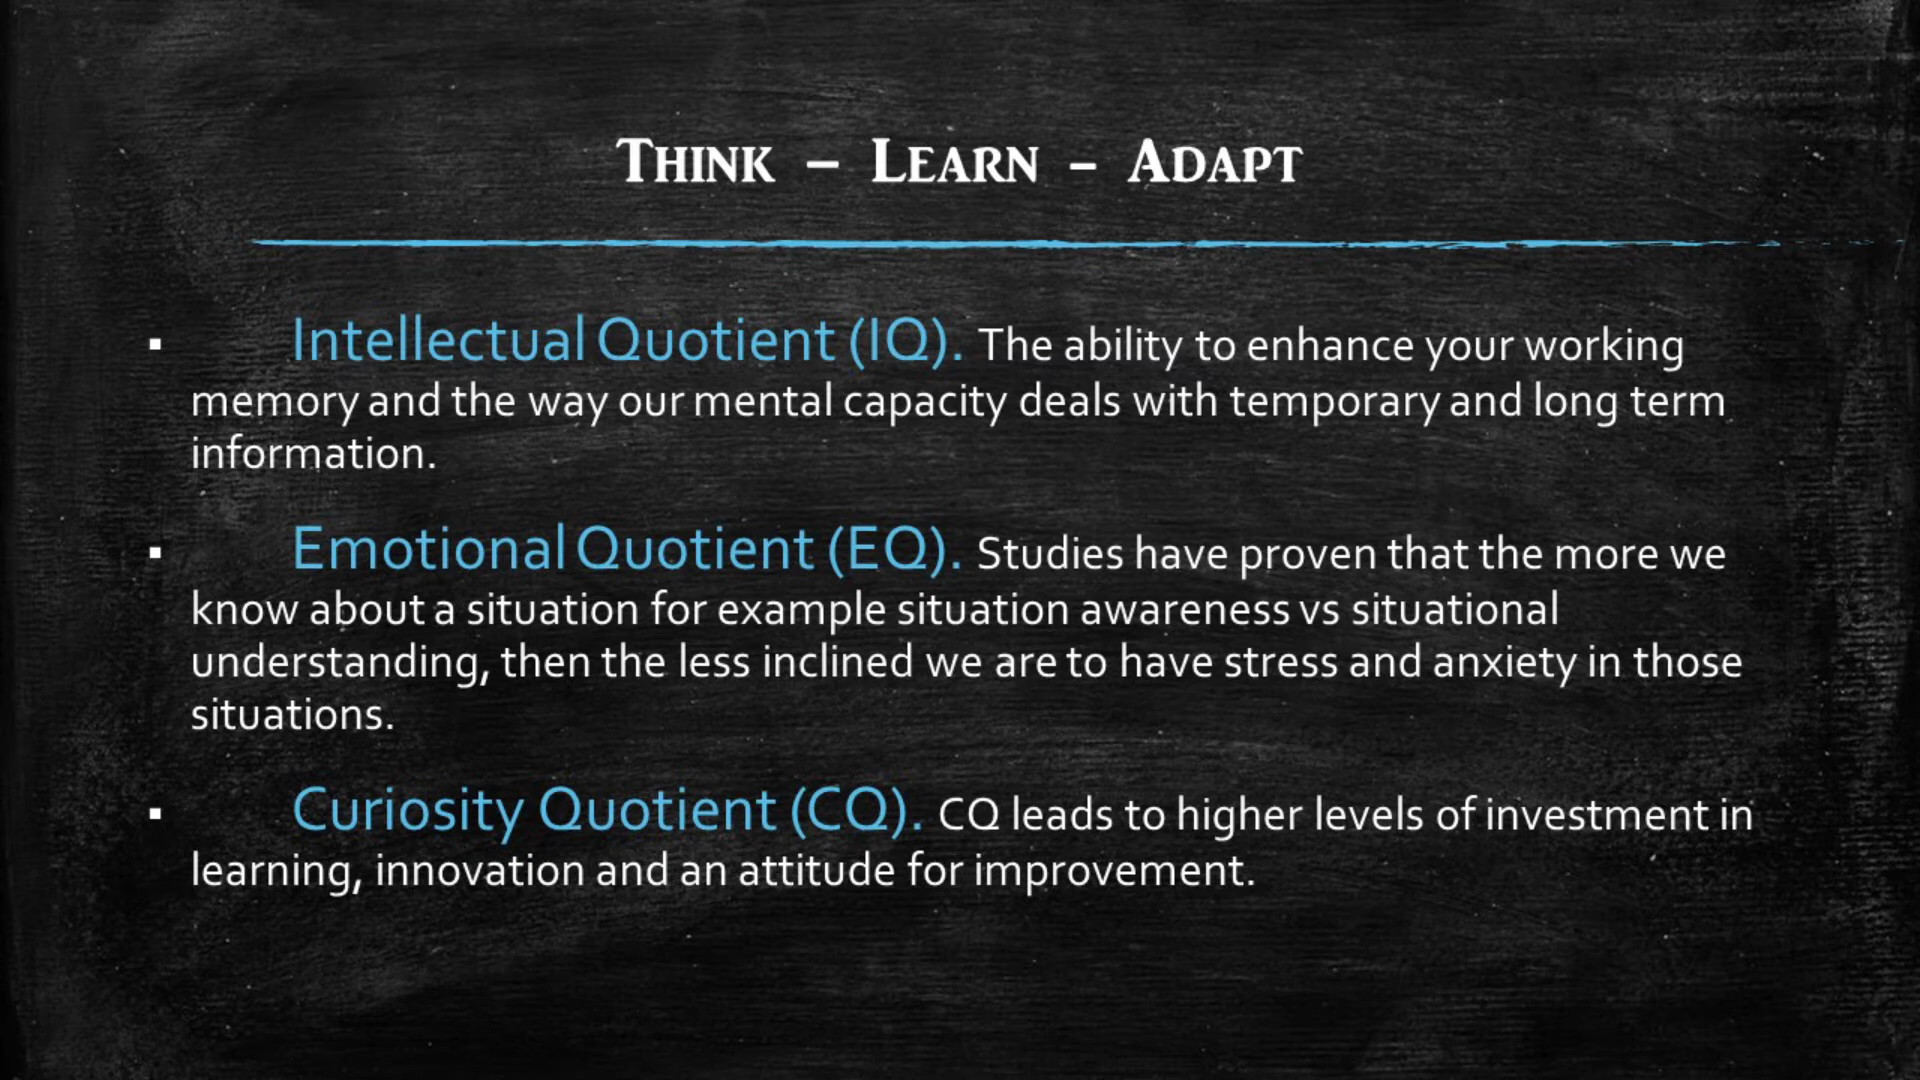 Think – Learn – Adapt
▪ Intellectual Quotient (IQ). The ability to enhance your working
memory and the way our mental capacity deals with temporary and long term
information.
▪ Emotional Quotient (EQ). Studies have proven that the more we
know about a situation for example situation awareness vs situational
understanding, then the less inclined we are to have stress and anxiety in those
situations.
▪ Curiosity Quotient (CQ). CQ leads to higher levels of investment in
learning, innovation and an attitude for improvement.